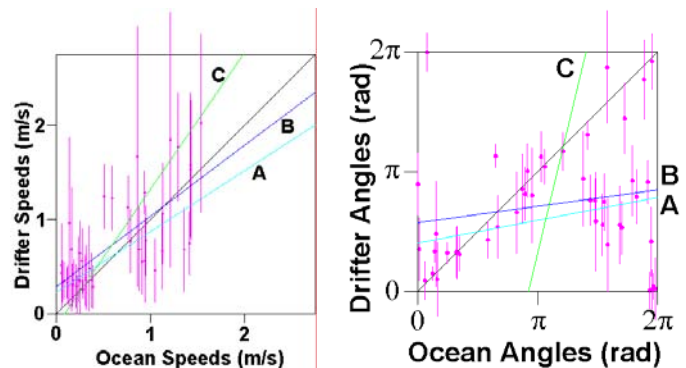 C
B
A
2
1
0
0
1
2
Drifter Speeds (m/s)
Ocean Speeds (m/s)
2π
C
π
B
A
0
0
π
2π
Drifter Angles (rad)
Ocean Angles (rad)